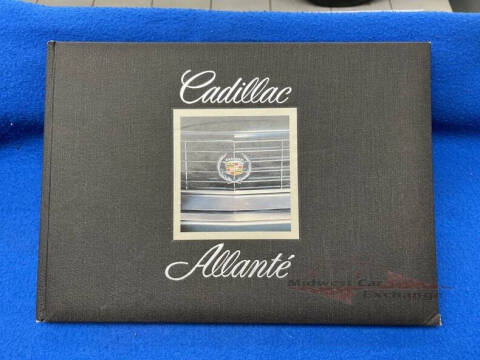 Cadillac
Allanté
Midwest Car
Exchange